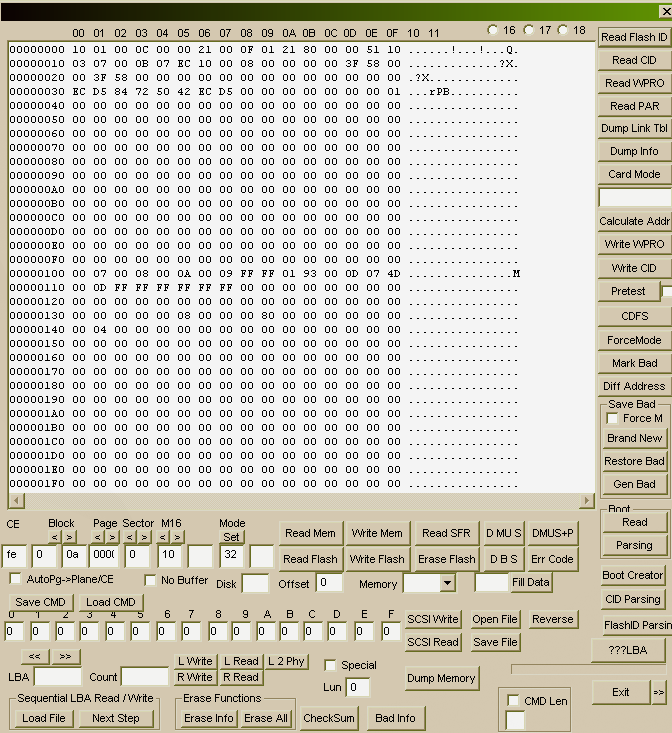 00 01 02 03 04 05 06 07 08 09 0A 0B 0C 0D 0E 0F 10 11 16 17 18
00000000 10 01 00 0C 00 00 21 00 0F 01 21 80 00 00 51 10 ......!...!...Q.
00000010 03 07 00 0B 07 EC 10 00 08 00 00 00 00 3F 58 00 .............?X.
00000020 00 3F 58 00 00 00 00 00 00 00 00 00 00 00 00 00 .?X.............
00000030 EC D5 84 72 50 42 EC D5 00 00 00 00 00 00 00 01 ...rPB..........
00000040 00 00 00 00 00 00 00 00 00 00 00 00 00 00 00 00 ................
00000050 00 00 00 00 00 00 00 00 00 00 00 00 00 00 00 00 ................
00000060 00 00 00 00 00 00 00 00 00 00 00 00 00 00 00 00 ................
00000070 00 00 00 00 00 00 00 00 00 00 00 00 00 00 00 00 ................
00000080 00 00 00 00 00 00 00 00 00 00 00 00 00 00 00 00 ................
00000090 00 00 00 00 00 00 00 00 00 00 00 00 00 00 00 00 ................
000000A0 00 00 00 00 00 00 00 00 00 00 00 00 00 00 00 00 ................
000000B0 00 00 00 00 00 00 00 00 00 00 00 00 00 00 00 00 ................
000000C0 00 00 00 00 00 00 00 00 00 00 00 00 00 00 00 00 ................
000000D0 00 00 00 00 00 00 00 00 00 00 00 00 00 00 00 00 ................
000000E0 00 00 00 00 00 00 00 00 00 00 00 00 00 00 00 00 ................
000000F0 00 00 00 00 00 00 00 00 00 00 00 00 00 00 00 00 ................
00000100 00 07 00 08 00 0A 00 09 FF FF 01 93 00 0D 07 4D ...............M
00000110 00 0D FF FF FF FF FF FF 00 00 00 00 00 00 00 00 ................
00000120 00 00 00 00 00 00 00 00 00 00 00 00 00 00 00 00 ................
00000130 00 00 00 00 00 08 00 00 00 80 00 00 00 00 00 00 ................
00000140 00 04 00 00 00 00 00 00 00 00 00 00 00 00 00 00 ................
00000150 00 00 00 00 00 00 00 00 00 00 00 00 00 00 00 00 ................
00000160 00 00 00 00 00 00 00 00 00 00 00 00 00 00 00 00 ................
00000170 00 00 00 00 00 00 00 00 00 00 00 00 00 00 00 00 ................
00000180 00 00 00 00 00 00 00 00 00 00 00 00 00 00 00 00 ................
00000190 00 00 00 00 00 00 00 00 00 00 00 00 00 00 00 00 ................
000001A0 00 00 00 00 00 00 00 00 00 00 00 00 00 00 00 00 ................
000001B0 00 00 00 00 00 00 00 00 00 00 00 00 00 00 00 00 ................
000001C0 00 00 00 00 00 00 00 00 00 00 00 00 00 00 00 00 ................
000001D0 00 00 00 00 00 00 00 00 00 00 00 00 00 00 00 00 ................
000001E0 00 00 00 00 00 00 00 00 00 00 00 00 00 00 00 00 ................
000001F0 00 00 00 00 00 00 00 00 00 00 00 00 00 00 00 00 ................
Read Flash ID
Read CID
Read WPRO
Read PAR
Dump Link Tbl
Dump Info
Card Mode
Calculate Addr
Write WPRO
Write CID
Pretest
CDFS
ForceMode
Mark Bad
Diff Address
Save Bad
Force M
Brand New
Restore Bad
Gen Bad
Boot
Read
Parsing
Boot Creator
CID Parsing
FlashID Parsin
???LBA
Exit >>
CE Block Page Sector M16 Mode
< > < > < > < > Set
fe 0 0a 000( 0 10 32
Read Mem Write Mem Read SFR D MU S DMUS+P
Read Flash Write Flash Erase Flash D B S Err Code
AutoPg->Plane/CE No Buffer Disk Offset 0 Memory Fill Data
Save CMD Load CMD
0 1 2 3 4 5 6 7 8 9 A B C D E F
0 0 0 0 0 0 0 0 0 0 0 0 0 0 0 0
SCSI Write Open File Reverse
SCSI Read Save File
<< >>
LBA Count
L Write L Read L 2 Phy
R Write R Read
Special
Lun 0
Dump Memory
Sequential LBA Read / Write
Load File Next Step
Erase Functions
Erase Info Erase All
CheckSum Bad Info
CMD Len